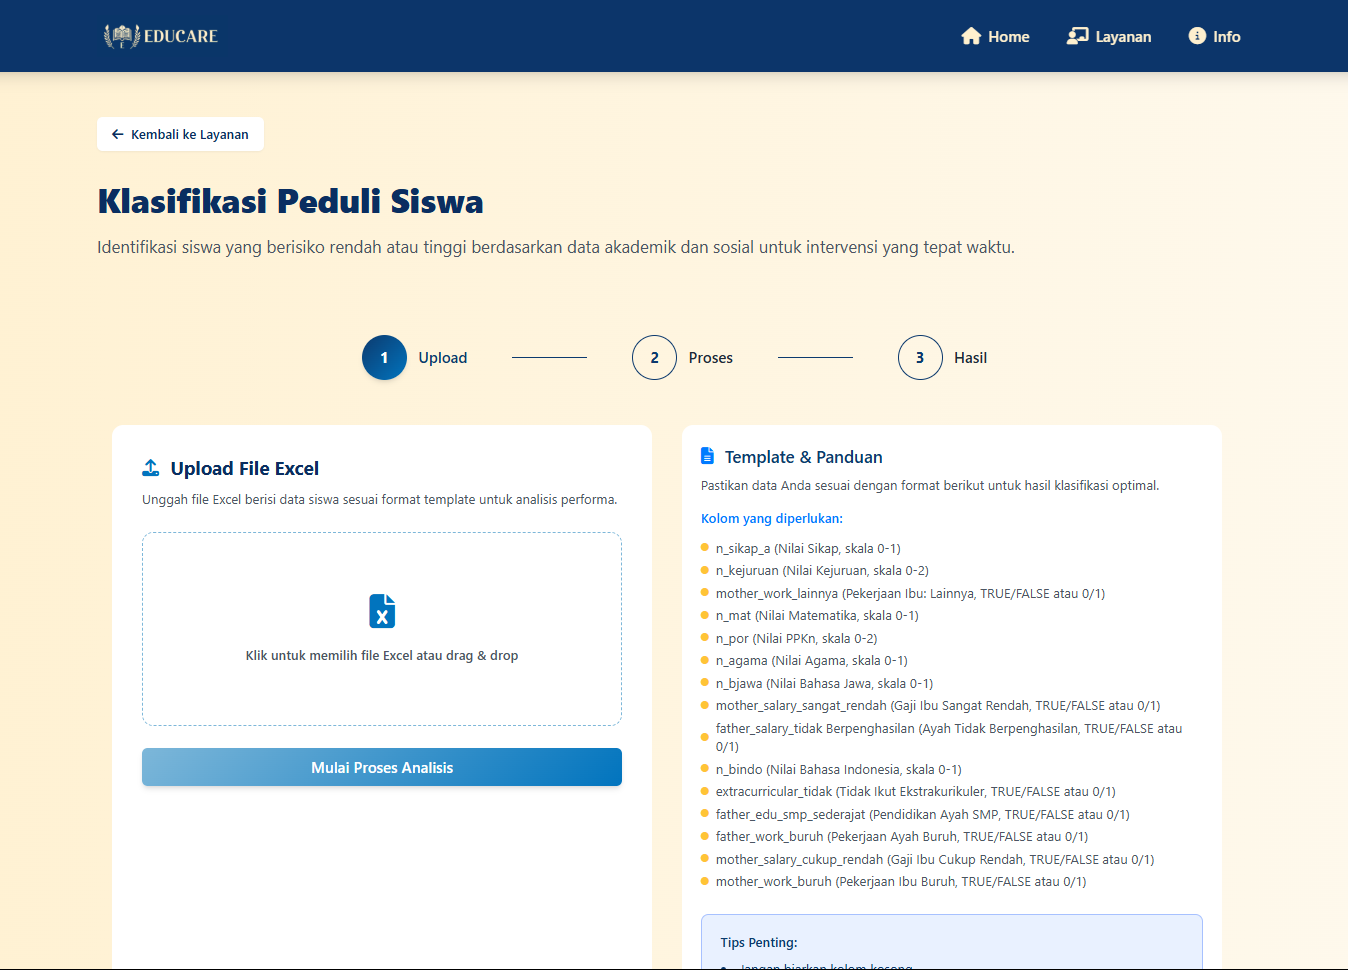 EDUCARE
Home
Layanan
Info
Kembali ke Layanan
Klasifikasi Peduli Siswa
Identifikasi siswa yang berisiko rendah atau tinggi berdasarkan data akademik dan sosial untuk intervensi yang tepat waktu.
1 Upload
2 Proses
3 Hasil
Upload File Excel
Unggah file Excel berisi data siswa sesuai format template untuk analisis performa.
Klik untuk memilih file Excel atau drag & drop
Mulai Proses Analisis
Template & Panduan
Pastikan data Anda sesuai dengan format berikut untuk hasil klasifikasi optimal.
Kolom yang diperlukan:
n_sikap_a (Nilai Sikap, skala 0-1)
n_kejuruan (Nilai Kejuruan, skala 0-2)
mother_work_lainnya (Pekerjaan Ibu: Lainnya, TRUE/FALSE atau 0/1)
n_mat (Nilai Matematika, skala 0-1)
n_por (Nilai PPKn, skala 0-2)
n_agama (Nilai Agama, skala 0-1)
n_bjawa (Nilai Bahasa Jawa, skala 0-1)
mother_salary_sangat_rendah (Gaji Ibu Sangat Rendah, TRUE/FALSE atau 0/1)
father_salary_tidak Berpenghasilan (Ayah Tidak Berpenghasilan, TRUE/FALSE atau
0/1)
n_bindo (Nilai Bahasa Indonesia, skala 0-1)
extracurricular_tidak (Tidak Ikut Ekstrakurikuler, TRUE/FALSE atau 0/1)
father_edu_smp_sederajat (Pendidikan Ayah SMP, TRUE/FALSE atau 0/1)
father_work_buruh (Pekerjaan Ayah Buruh, TRUE/FALSE atau 0/1)
mother_salary_cukup_rendah (Gaji Ibu Cukup Rendah, TRUE/FALSE atau 0/1)
mother_work_buruh (Pekerjaan Ibu Buruh, TRUE/FALSE atau 0/1)
Tips Penting:
Jangan biarkan kolom kosong